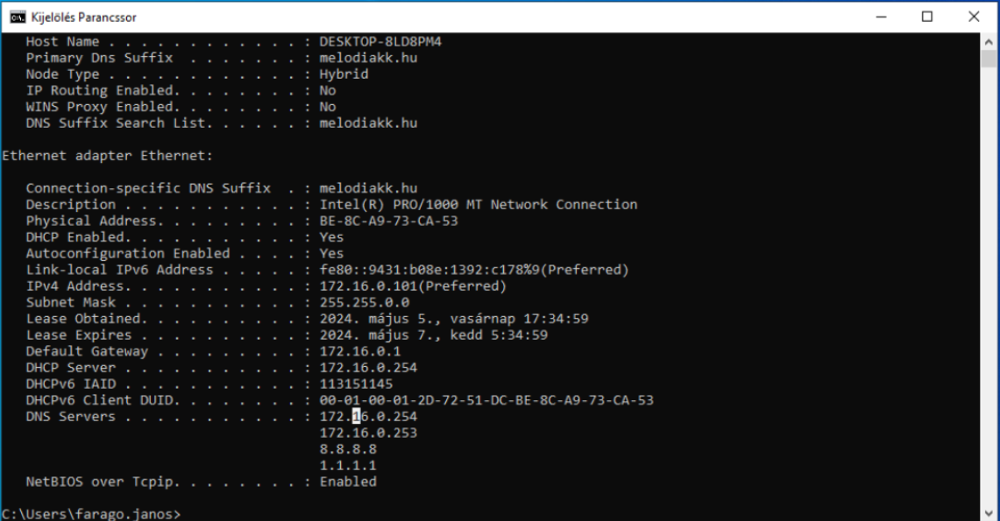 Kijelölés Parancssor
Host Name . . . . . . . . . . . . : DESKTOP-8LD8PM4
Primary Dns Suffix  . . . . . . . : melodiakk.hu
Node Type . . . . . . . . . . . . : Hybrid
IP Routing Enabled. . . . . . . . : No
WINS Proxy Enabled. . . . . . . . : No
DNS Suffix Search List. . . . . . : melodiakk.hu
Ethernet adapter Ethernet:
Connection-specific DNS Suffix  . : melodiakk.hu
Description . . . . . . . . . . . : Intel(R) PRO/1000 MT Network Connection
Physical Address. . . . . . . . . : BE-8C-A9-73-CA-53
DHCP Enabled. . . . . . . . . . . : Yes
Autoconfiguration Enabled . . . . : Yes
Link-local IPv6 Address . . . . . : fe80::9431:b08e:1392:c178%9(Preferred)
IPv4 Address. . . . . . . . . . . : 172.16.0.101(Preferred)
Subnet Mask . . . . . . . . . . . : 255.255.0.0
Lease Obtained. . . . . . . . . . : 2024. május 5., vasárnap 17:34:59
Lease Expires . . . . . . . . . . : 2024. május 7., kedd 5:34:59
Default Gateway . . . . . . . . . : 172.16.0.1
DHCP Server . . . . . . . . . . . : 172.16.0.254
DHCPv6 IAID . . . . . . . . . . . : 113151145
DHCPv6 Client DUID. . . . . . . . : 00-01-00-01-2D-72-51-DC-BE-8C-A9-73-CA-53
DNS Servers . . . . . . . . . . . : 172.16.0.254
172.16.0.253
8.8.8.8
1.1.1.1
NetBIOS over Tcpip. . . . . . . . : Enabled
C:\Users\farago.janos>